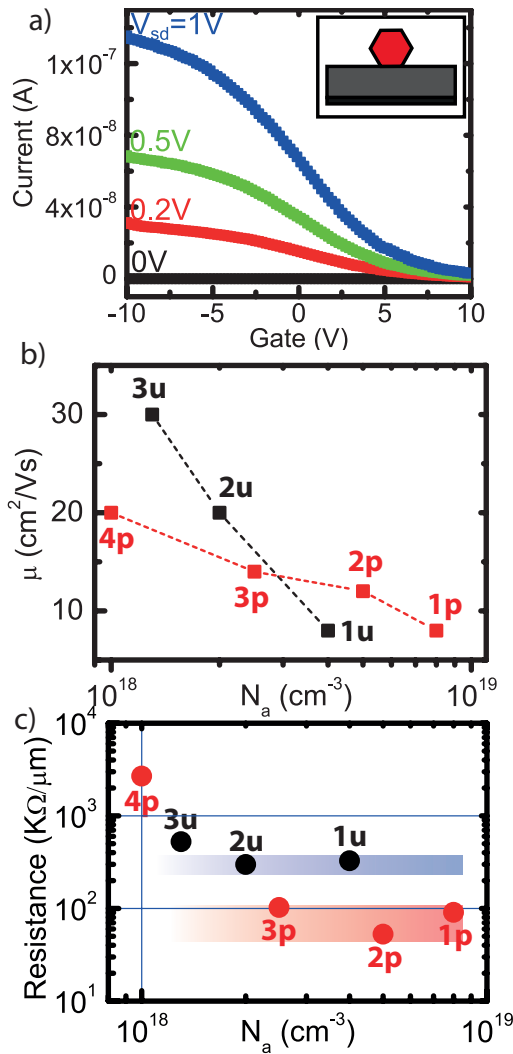 a)
V_sd=1V
1x10^-7
8x10^-8
4x10^-8
0
Current (A)
0.5V
0.2V
0V
-10 -5 0 5 10
Gate (V)
b)
3u
30
2u
20
4p
3p
2p
1p
10
1u
μ (cm²/Vs)
10^18 N_a (cm^-3) 10^19
c)
10^4
10^3
10^2
10^1
Resistance (KΩ/μm)
4p
3u
2u
1u
3p
2p
1p
10^18 N_a (cm^-3) 10^19